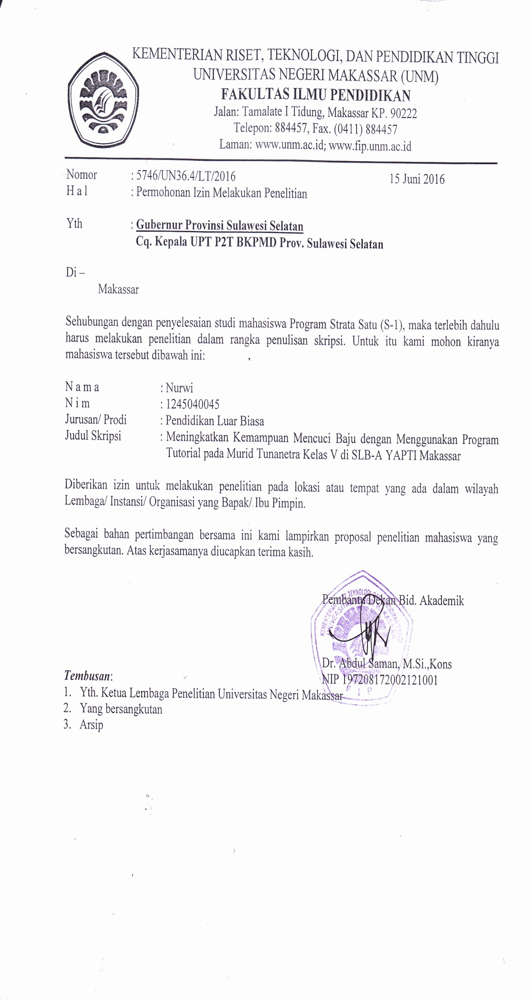 KEMENTERIAN RISET, TEKNOLOGI, DAN PENDIDIKAN TINGGI
UNIVERSITAS NEGERI MAKASSAR (UNM)
FAKULTAS ILMU PENDIDIKAN
Jalan: Tamalate I Tidung, Makassar KP. 90222
Telepon: 884457, Fax. (0411) 884457
Laman: www.unm.ac.id; www.fip.unm.ac.id
Nomor : 5746/UN36.4/LT/2016 15 Juni 2016
H a l : Permohonan Izin Melakukan Penelitian
Yth : Gubernur Provinsi Sulawesi Selatan
Cq. Kepala UPT P2T BKPMD Prov. Sulawesi Selatan
Di –
Makassar
Sehubungan dengan penyelesaian studi mahasiswa Program Strata Satu (S-1), maka terlebih dahulu
harus melakukan penelitian dalam rangka penulisan skripsi. Untuk itu kami mohon kiranya
mahasiswa tersebut dibawah ini:
N a m a : Nurwi
N i m : 1245040045
Jurusan/ Prodi : Pendidikan Luar Biasa
Judul Skripsi : Meningkatkan Kemampuan Mencuci Baju dengan Menggunakan Program
Tutorial pada Murid Tunanetra Kelas V di SLB-A YAPTI Makassar
Diberikan izin untuk melakukan penelitian pada lokasi atau tempat yang ada dalam wilayah
Lembaga/ Instansi/ Organisasi yang Bapak/ Ibu Pimpin.
Sebagai bahan pertimbangan bersama ini kami lampirkan proposal penelitian mahasiswa yang
bersangkutan. Atas kerjasamanya diucapkan terima kasih.
Pembantu Dekan Bid. Akademik
Dr. Abdul Saman, M.Si.,Kons
NIP 197208172002121001
FIP
Tembusan:
1. Yth. Ketua Lembaga Penelitian Universitas Negeri Makassar
2. Yang bersangkutan
3. Arsip